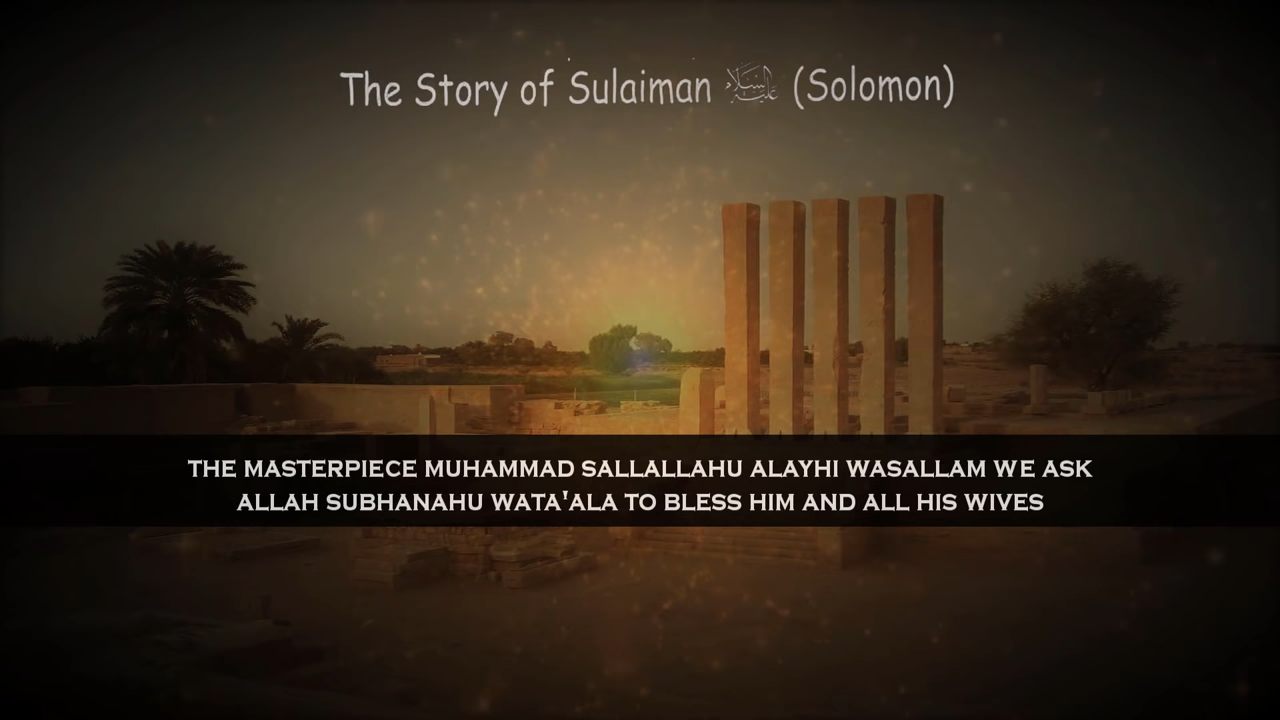 The Story of Sulaiman عليه السلام (Solomon)
THE MASTERPIECE MUHAMMAD SALLALLAHU ALAYHI WASALLAM WE ASK
ALLAH SUBHANAHU WATA'ALA TO BLESS HIM AND ALL HIS WIVES